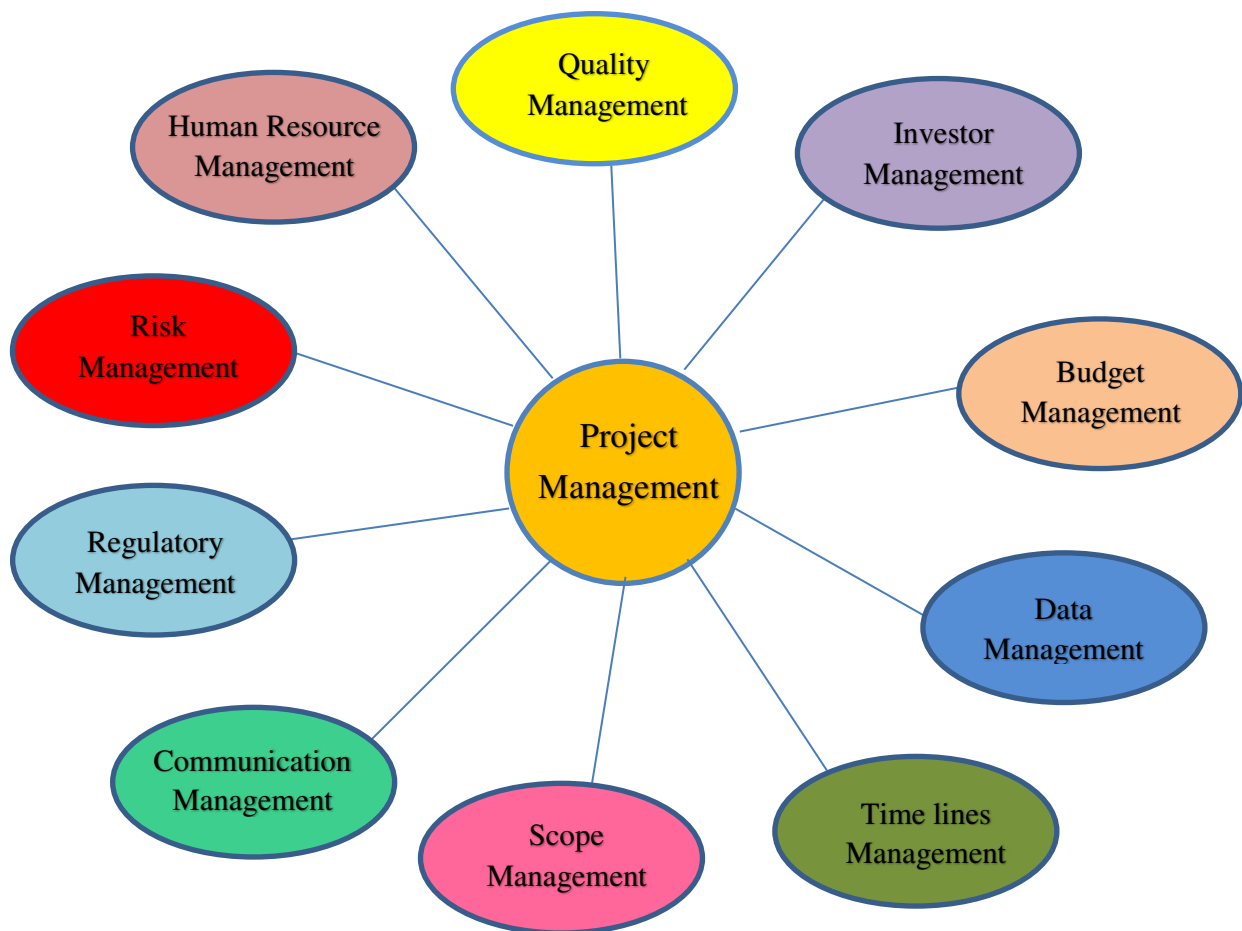 Quality
Management
Human Resource
Management
Investor
Management
Risk
Management
Budget
Management
Project
Management
Regulatory
Management
Data
Management
Communication
Management
Scope
Management
Time lines
Management